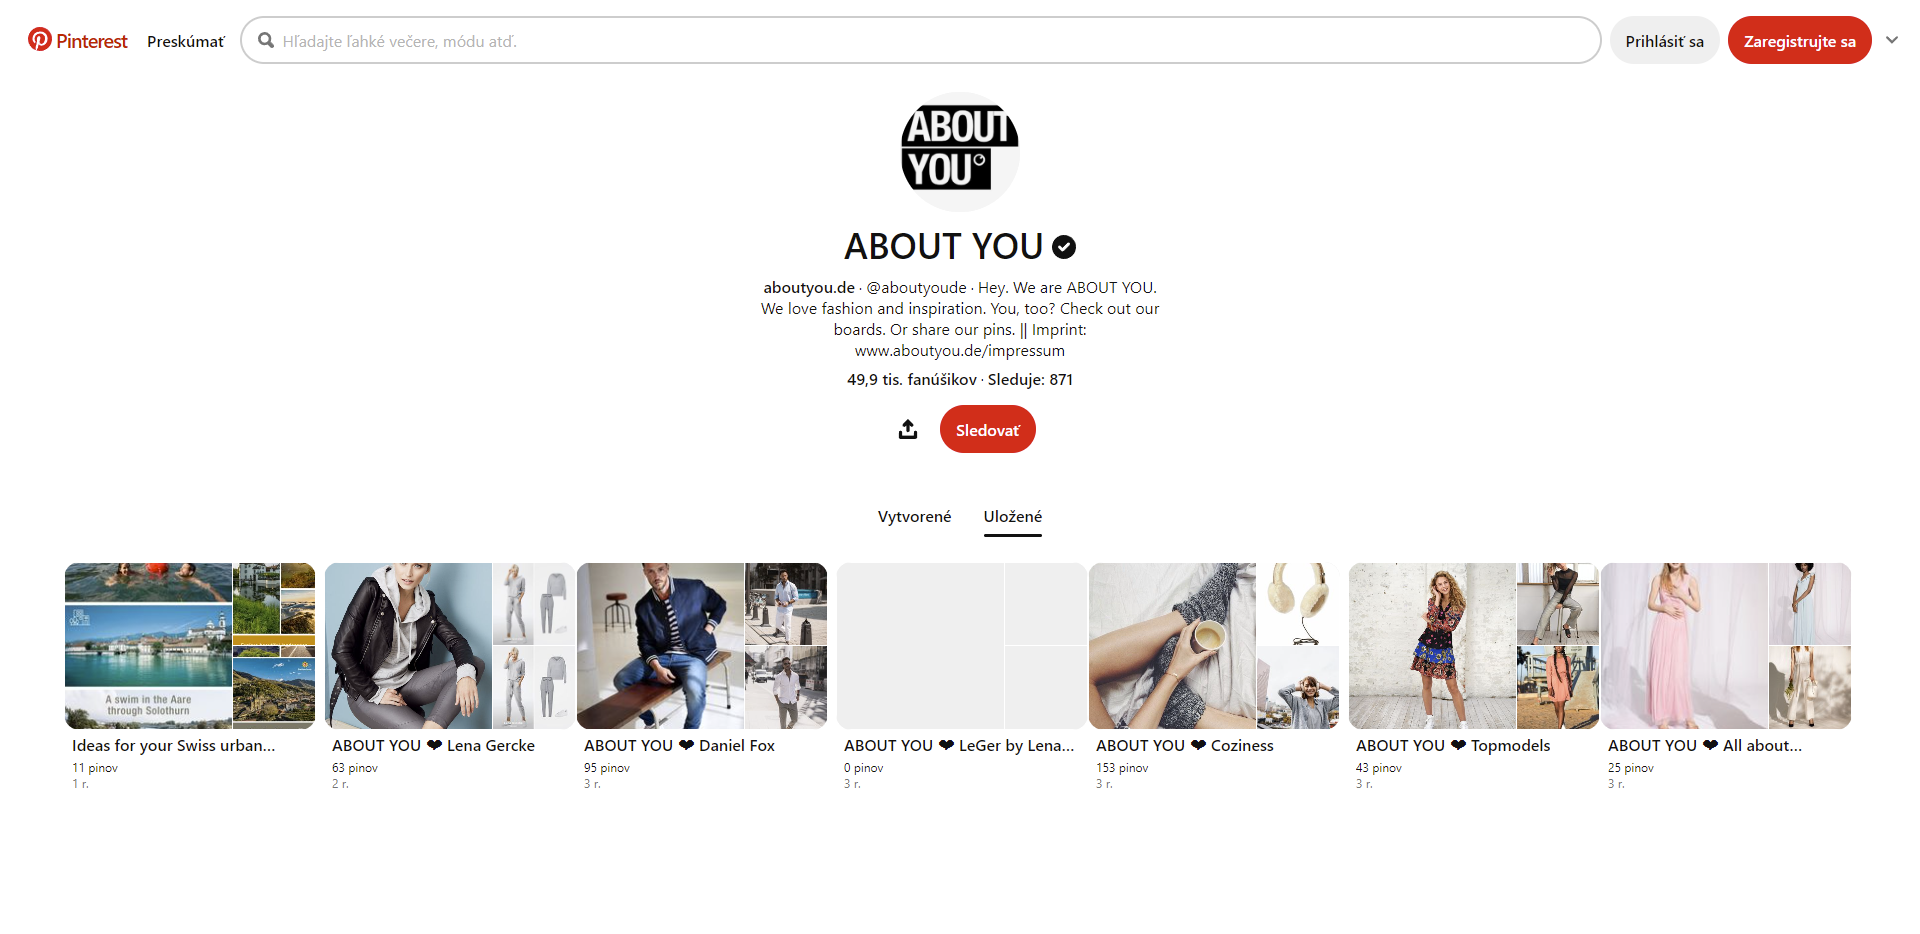 Pinterest
Preskúmať
Hľadajte ľahké večere, módu atď.
Prihlásiť sa
Zaregistrujte sa
ABOUT
YOU°
ABOUT YOU
aboutyou.de · @aboutyoude · Hey. We are ABOUT YOU.
We love fashion and inspiration. You, too? Check out our
boards. Or share our pins. || Imprint:
www.aboutyou.de/impressum
49,9 tis. fanúšikov · Sleduje: 871
Sledovať
Vytvorené
Uložené
A swim in the Aare
through Solothurn
Ideas for your Swiss urban...
11 pinov
1 r.
ABOUT YOU ❤ Lena Gercke
63 pinov
2 r.
ABOUT YOU ❤ Daniel Fox
95 pinov
3 r.
ABOUT YOU ❤ LeGer by Lena...
0 pinov
3 r.
ABOUT YOU ❤ Coziness
153 pinov
3 r.
ABOUT YOU ❤ Topmodels
43 pinov
3 r.
ABOUT YOU ❤ All about...
25 pinov
3 r.